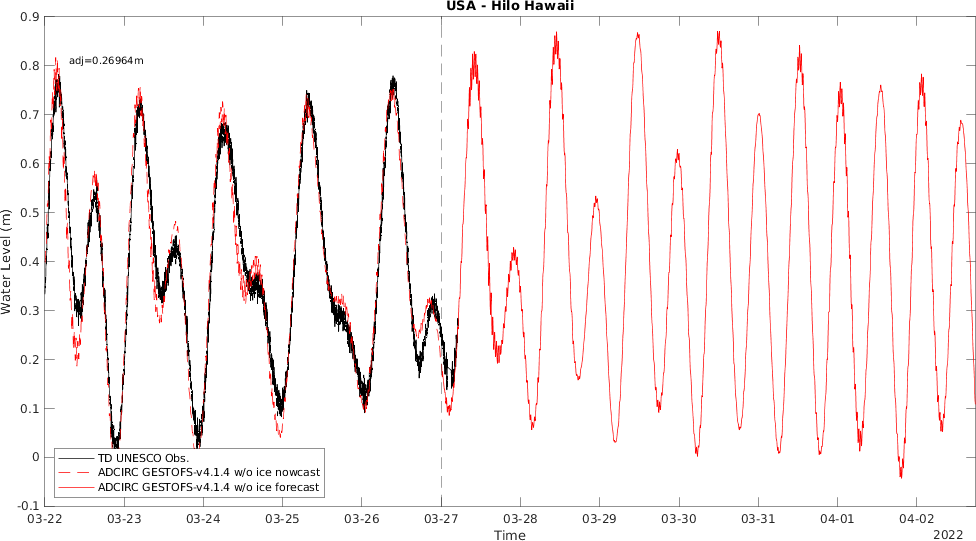 USA - Hilo Hawaii
0.9
0.8
0.7
0.6
0.5
0.4
0.3
0.2
0.1
0
-0.1
Water Level (m)
adj=0.26964m
TD UNESCO Obs.
ADCIRC GESTOFS-v4.1.4 w/o ice nowcast
ADCIRC GESTOFS-v4.1.4 w/o ice forecast
03-22 03-23 03-24 03-25 03-26 03-27 03-28 03-29 03-30 03-31 04-01 04-02
Time
2022